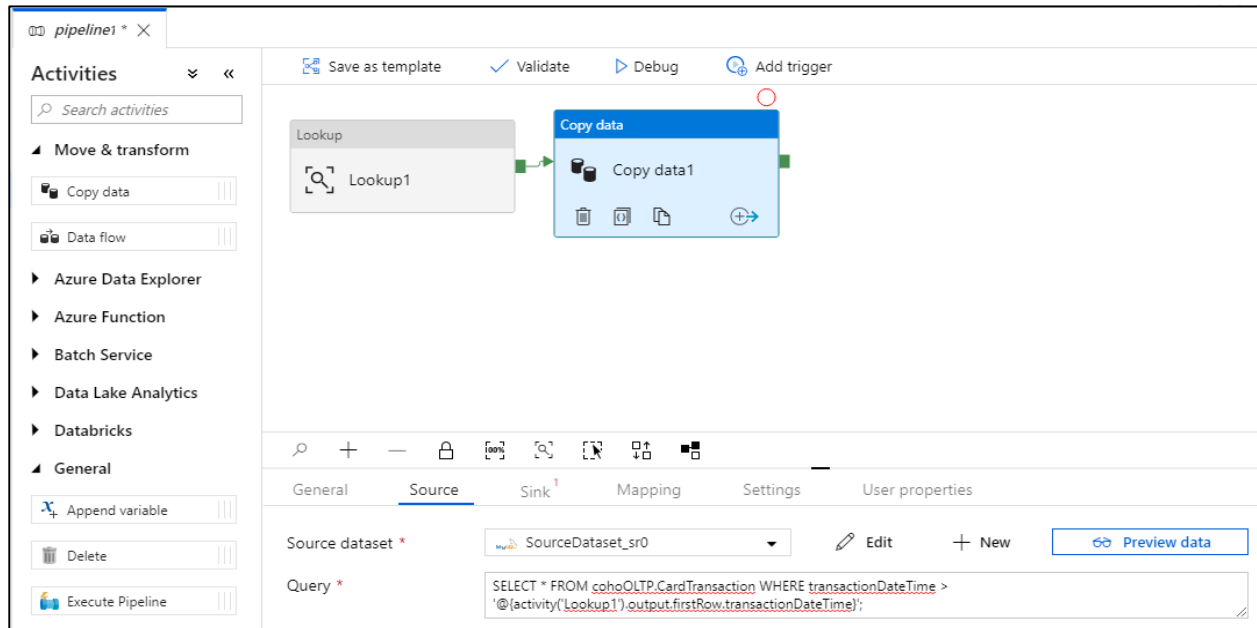 pipeline1 *
Activities
Search activities
Move & transform
Copy data
Data flow
Azure Data Explorer
Azure Function
Batch Service
Data Lake Analytics
Databricks
General
Append variable
Delete
Execute Pipeline
Save as template
Validate
Debug
Add trigger
Lookup
Lookup1
Copy data
Copy data1
100%
General
Source
Sink 1
Mapping
Settings
User properties
Source dataset *
MySQL
SourceDataset_sr0
Edit
New
Preview data
Query *
SELECT * FROM cohoOLTP.CardTransaction WHERE transactionDateTime >
'@{activity('Lookup1').output.firstRow.transactionDateTime}';